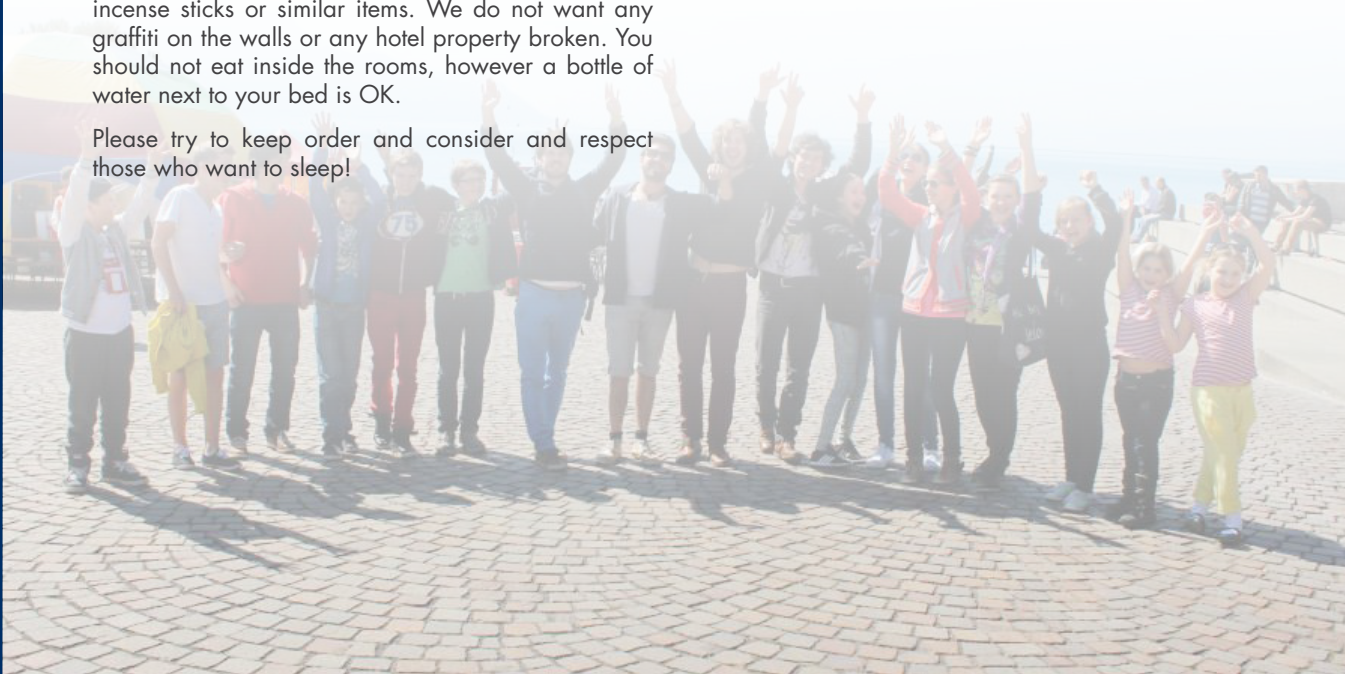 incense sticks or similar items. We do not want any
graffiti on the walls or any hotel property broken. You
should not eat inside the rooms, however a bottle of
water next to your bed is OK.
Please try to keep order and consider and respect
those who want to sleep!
75